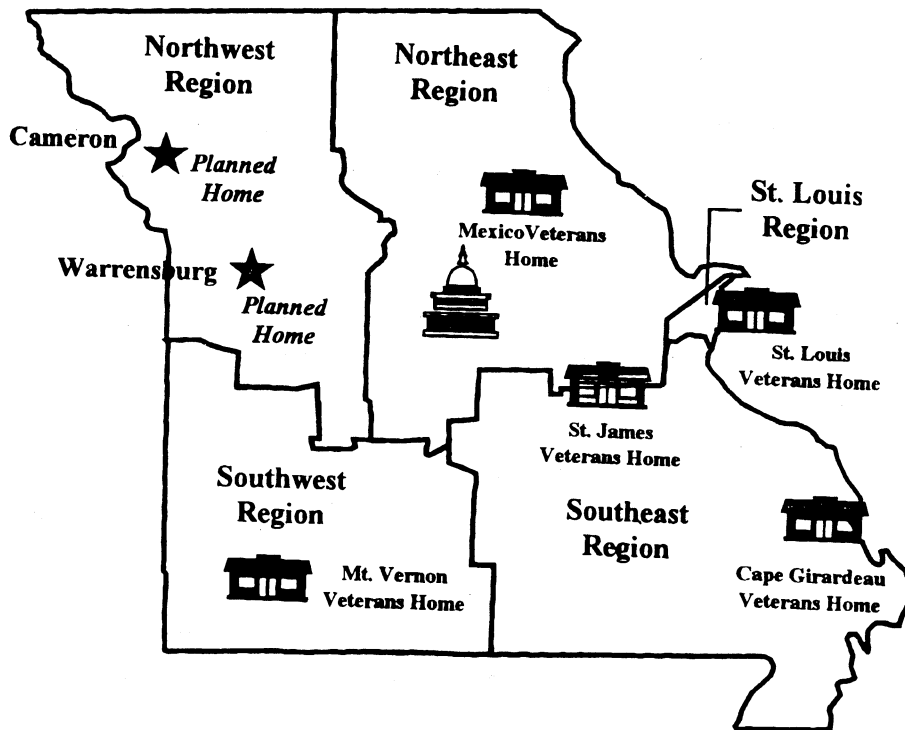 Northwest
Region
Northeast
Region
Cameron
Planned
Home
St. Louis
Region
MexicoVeterans
Home
Warrensburg
Planned
Home
St. Louis
Veterans Home
St. James
Veterans Home
Southwest
Region
Southeast
Region
Mt. Vernon
Veterans Home
Cape Girardeau
Veterans Home